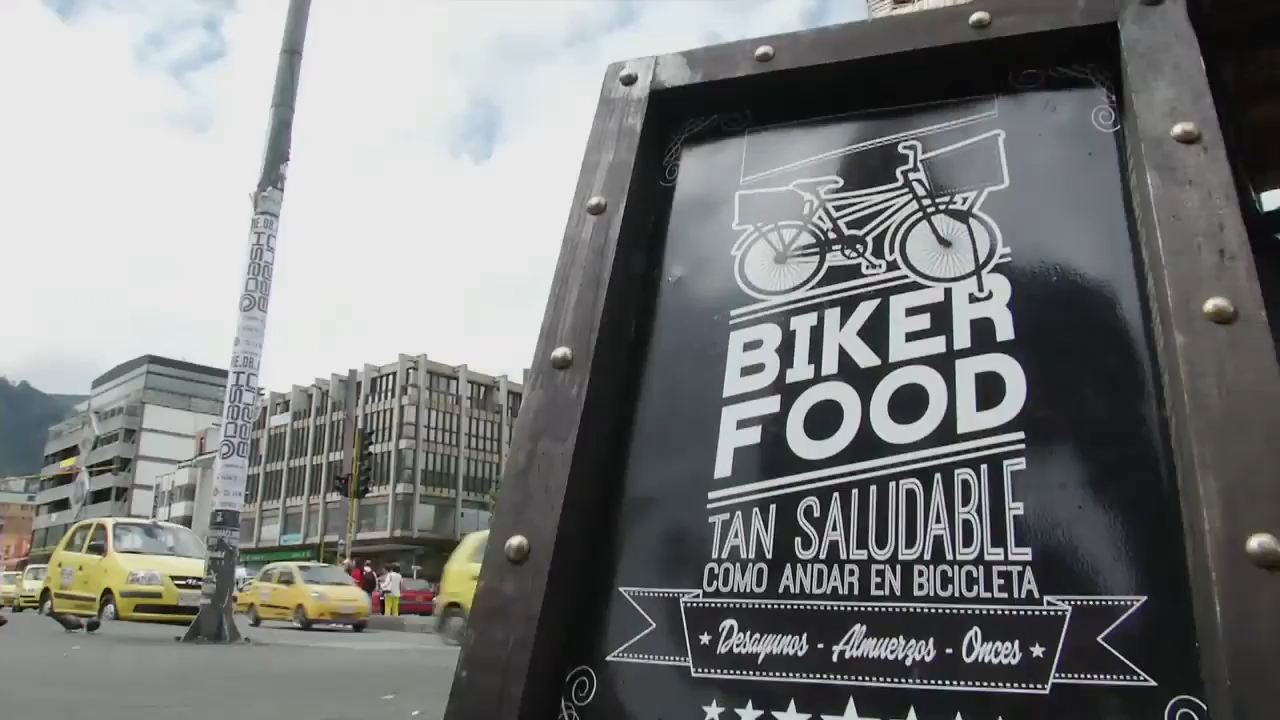 BIKER
FOOD
TAN SALUDABLE
COMO ANDAR EN BICICLETA
Desayunos - Almuerzos - Onces